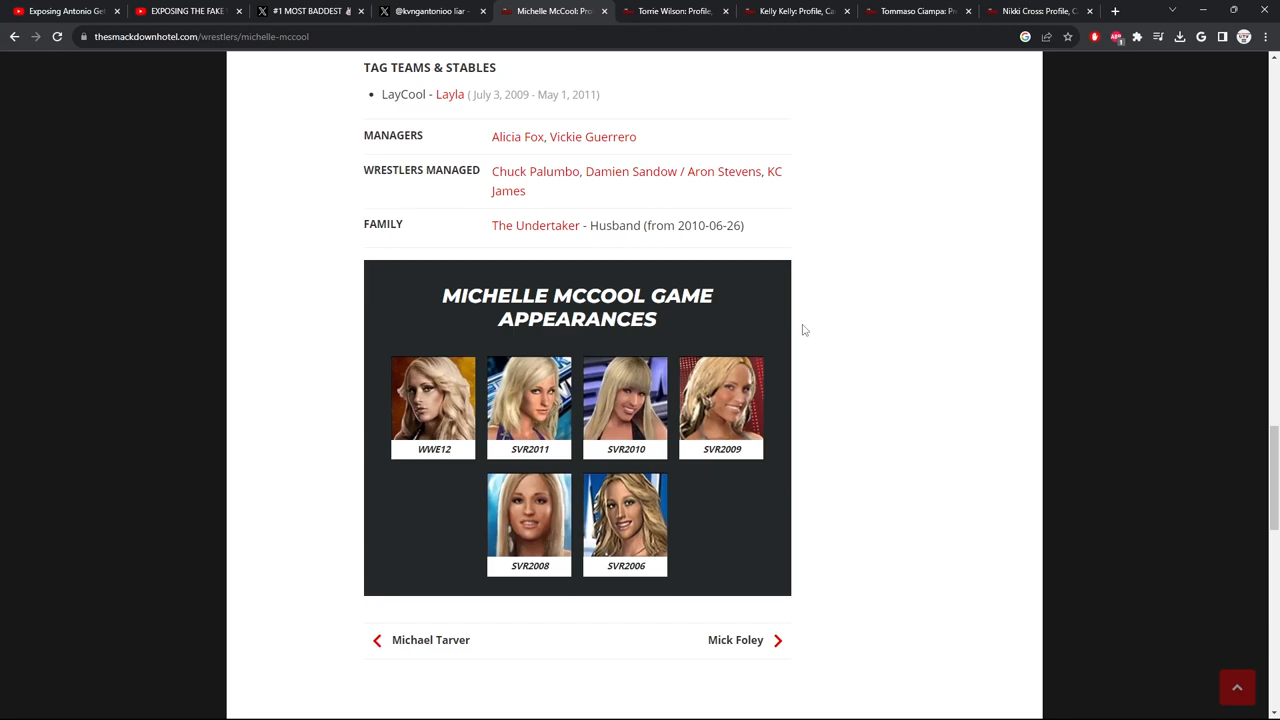 Exposing Antonio Ge
EXPOSING THE FAKE
#1 MOST BADDEST
@kvngantonioo liar
Michelle McCool: Pro
Torrie Wilson: Profile,
Kelly Kelly: Profile, Ca
Tommaso Ciampa: P
Nikki Cross: Profile, C
thesmackdownhotel.com/wrestlers/michelle-mccool
TAG TEAMS & STABLES
• LayCool - Layla ( July 3, 2009 - May 1, 2011)
MANAGERS Alicia Fox, Vickie Guerrero
WRESTLERS MANAGED Chuck Palumbo, Damien Sandow / Aron Stevens, KC
James
FAMILY The Undertaker - Husband (from 2010-06-26)
MICHELLE MCCOOL GAME
APPEARANCES
WWE12 SVR2011 SVR2010 SVR2009
SVR2008 SVR2006
Michael Tarver Mick Foley